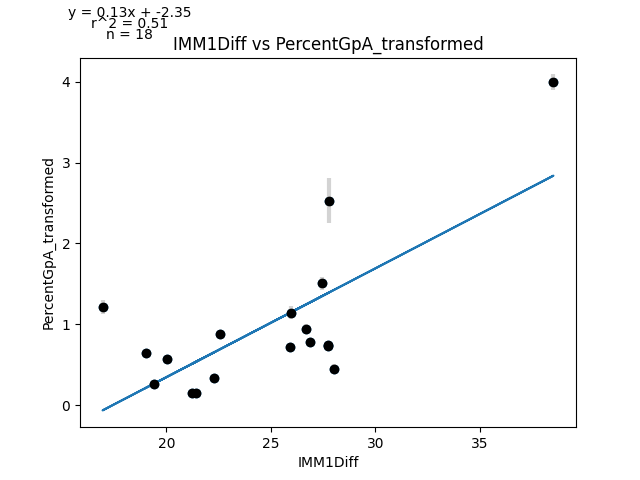 y = 0.13x + -2.35
r^2 = 0.51
n = 18
IMM1Diff vs PercentGpA_transformed
PercentGpA_transformed
4
3
2
1
0
20 25 30 35
IMM1Diff